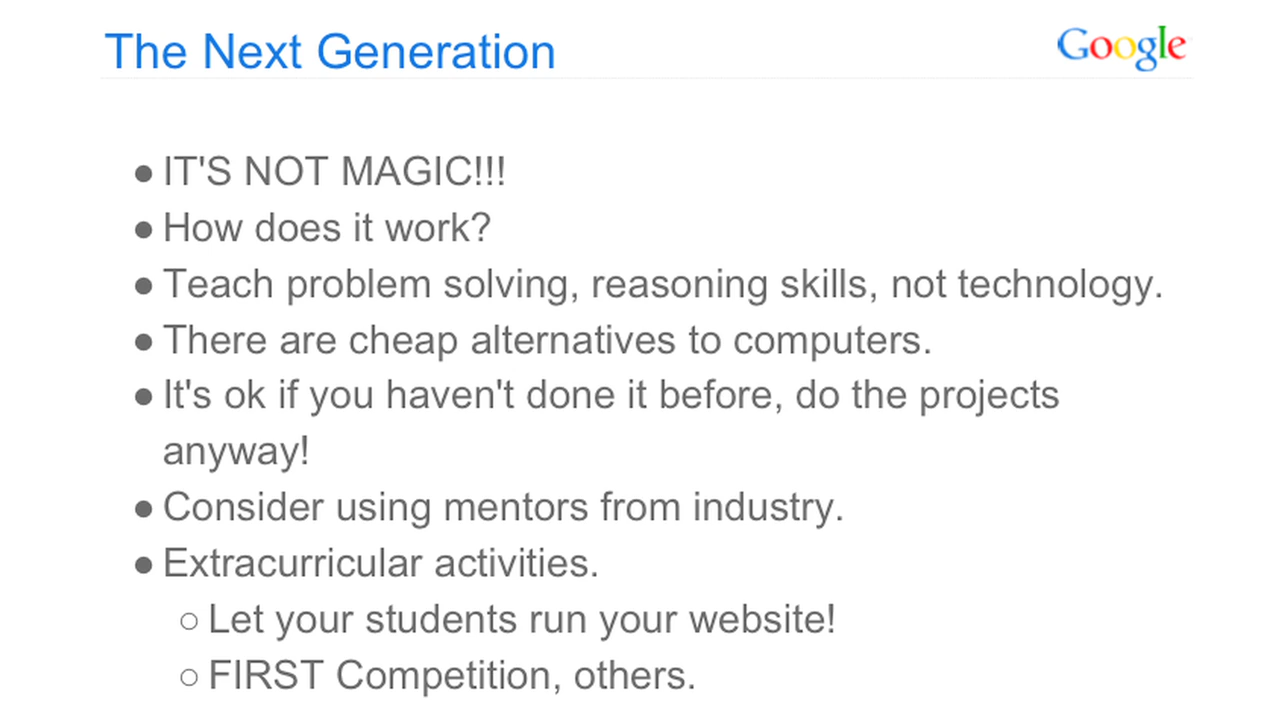 The Next Generation
Google
● IT'S NOT MAGIC!!!
● How does it work?
● Teach problem solving, reasoning skills, not technology.
● There are cheap alternatives to computers.
● It's ok if you haven't done it before, do the projects
anyway!
● Consider using mentors from industry.
● Extracurricular activities.
○ Let your students run your website!
○ FIRST Competition, others.